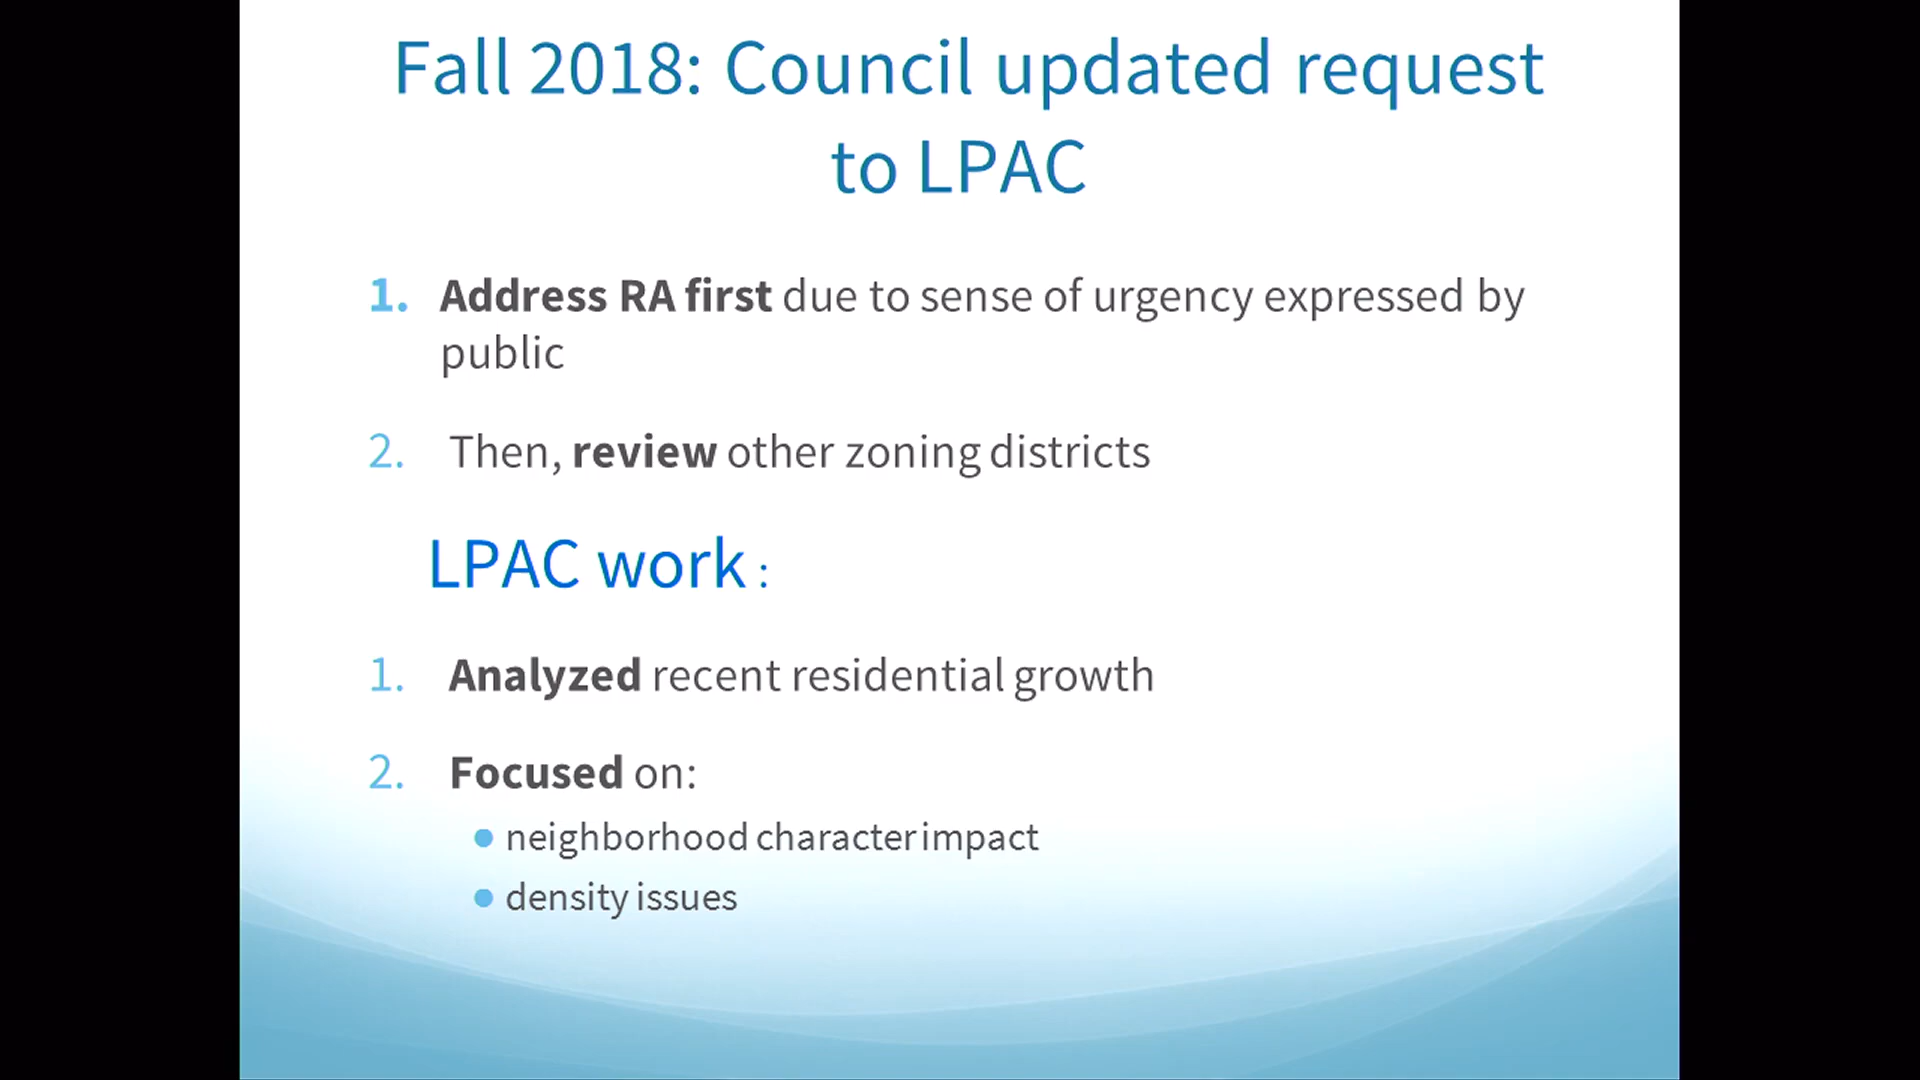 Fall 2018: Council updated request
to LPAC
1. Address RA first due to sense of urgency expressed by
public
2. Then, review other zoning districts
LPAC work :
1. Analyzed recent residential growth
2. Focused on:
● neighborhood character impact
● density issues